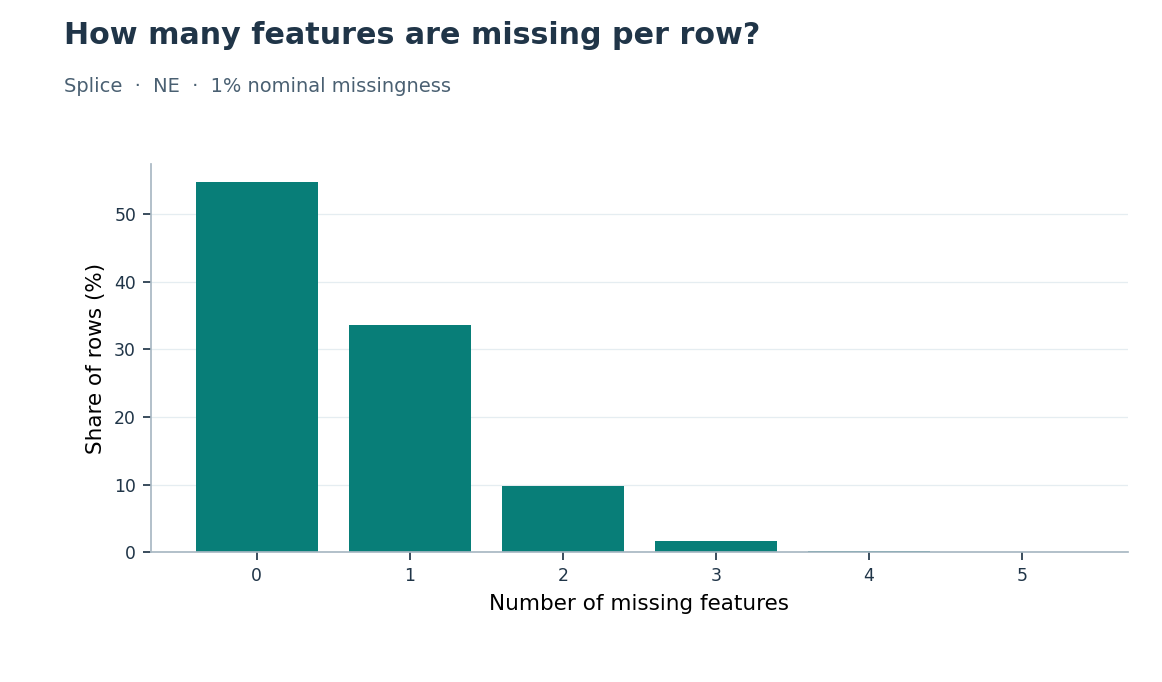 How many features are missing per row?
Splice · NE · 1% nominal missingness
Share of rows (%)
50
40
30
20
10
0
0 1 2 3 4 5
Number of missing features